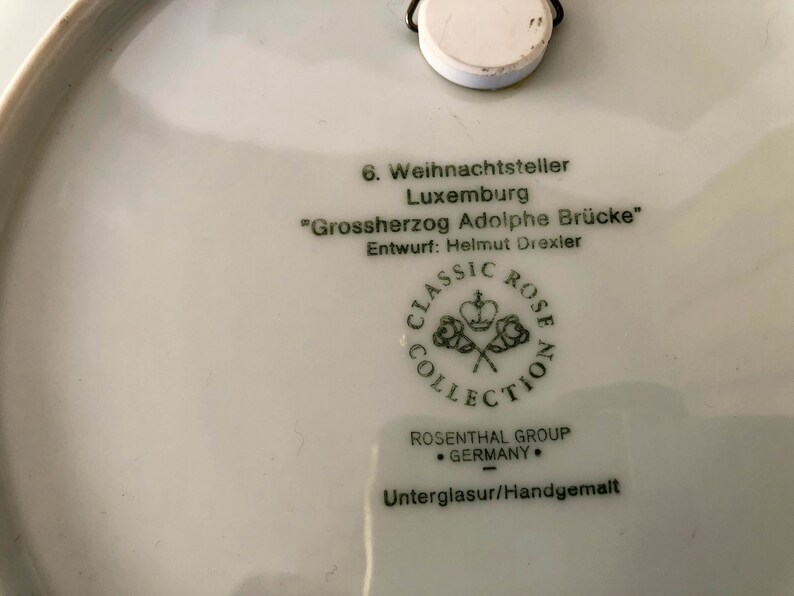 6. Weihnachtsteller
Luxemburg
"Grossherzog Adolphe Brücke"
Entwurf: Helmut Drexler
CLASSIC ROSE
COLLECTION
ROSENTHAL GROUP
• GERMANY •
Unterglasur/Handgemalt